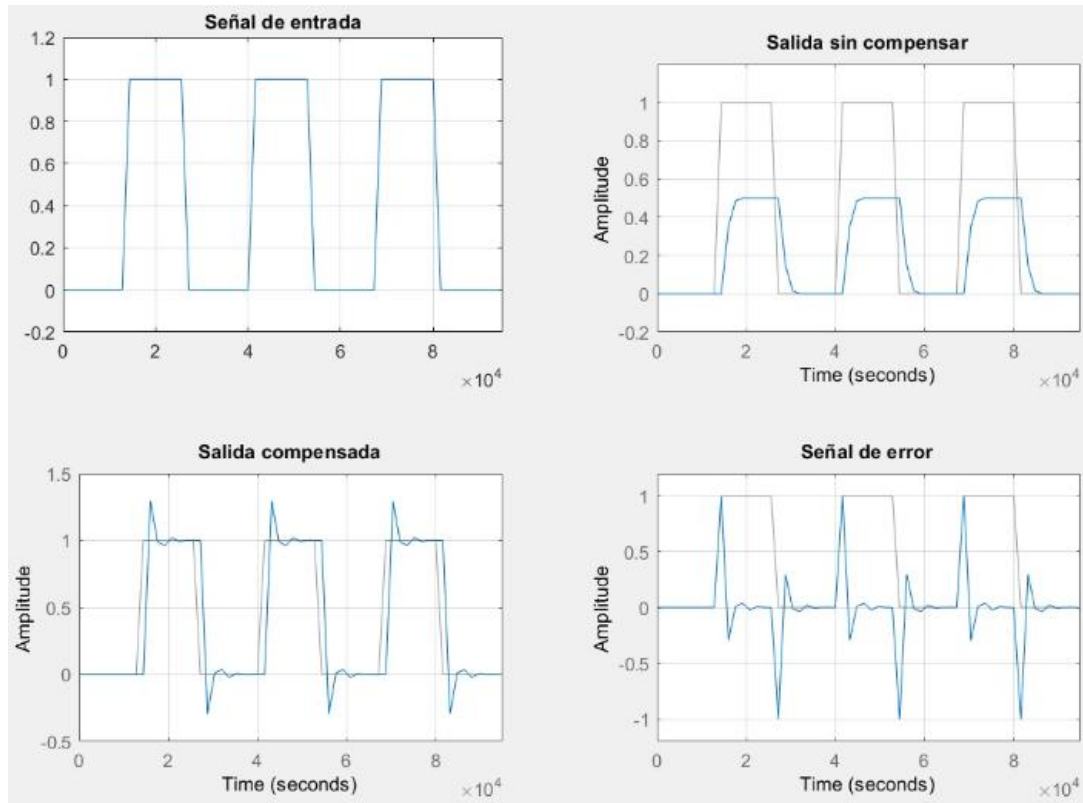 Señal de entrada
1.2
1
0.8
0.6
0.4
0.2
0
-0.2
0 2 4 6 8
×10^4
Salida sin compensar
Amplitude
1
0.8
0.6
0.4
0.2
0
-0.2
0 2 4 6 8
Time (seconds)
×10^4
Salida compensada
Amplitude
1.5
1
0.5
0
-0.5
0 2 4 6 8
Time (seconds)
×10^4
Señal de error
Amplitude
1
0.5
0
-0.5
-1
0 2 4 6 8
Time (seconds)
×10^4